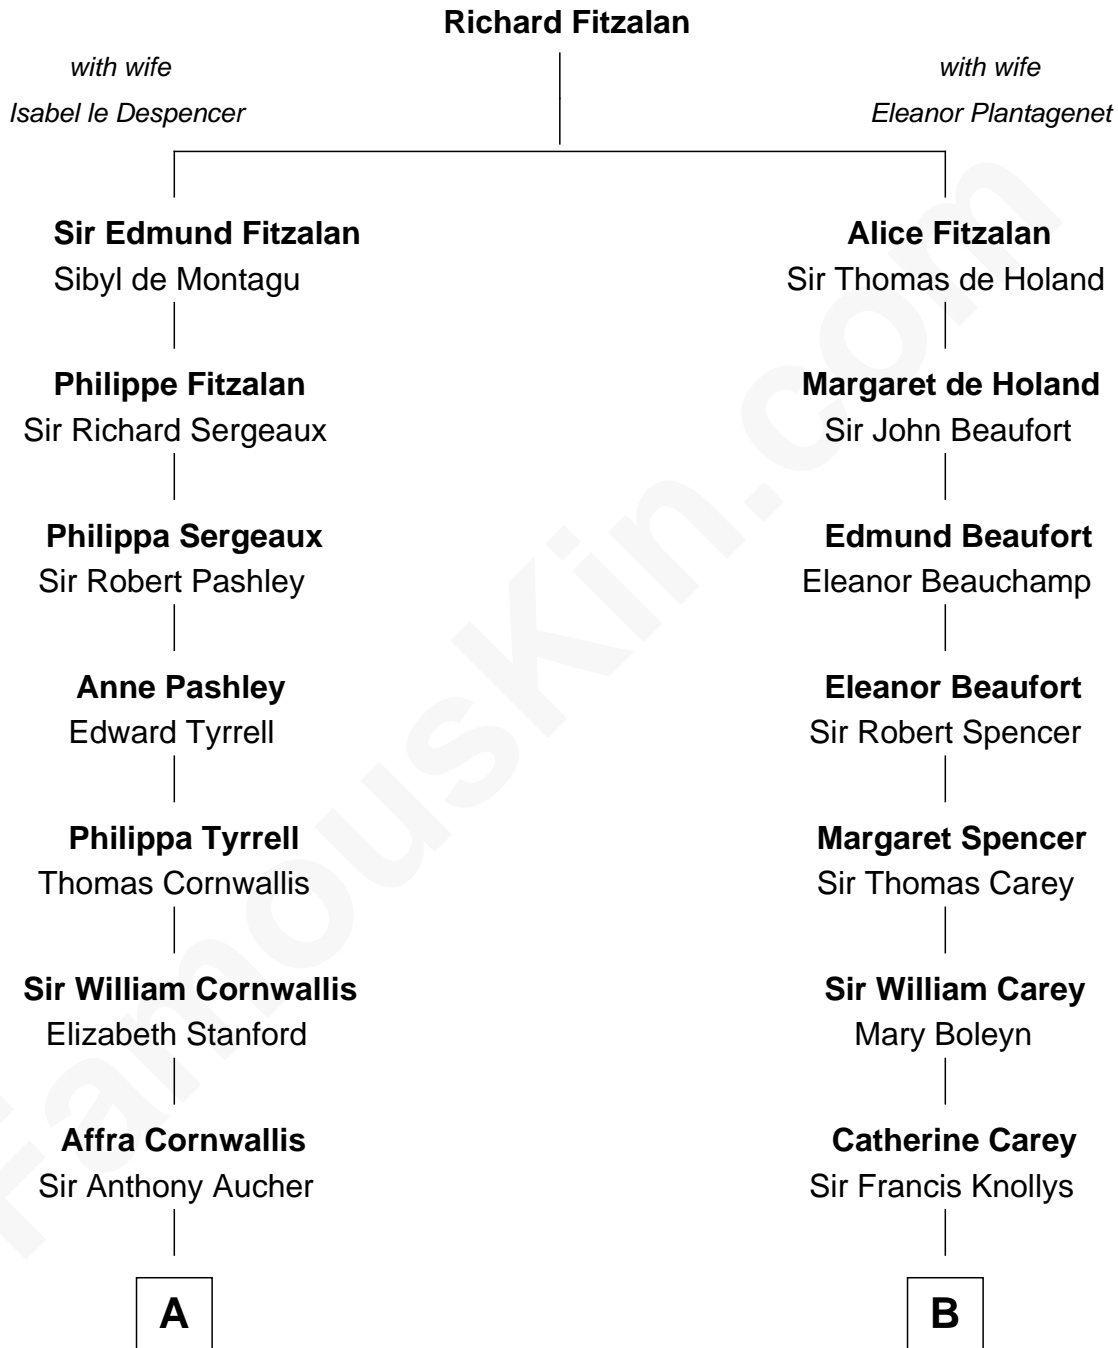 Richard Fitzalan
with wife
Isabel le Despencer
with wife
Eleanor Plantagenet
Sir Edmund Fitzalan
Sibyl de Montagu
Alice Fitzalan
Sir Thomas de Holand
Philippe Fitzalan
Sir Richard Sergeaux
Margaret de Holand
Sir John Beaufort
Philippa Sergeaux
Sir Robert Pashley
Edmund Beaufort
Eleanor Beauchamp
Anne Pashley
Edward Tyrrell
Eleanor Beaufort
Sir Robert Spencer
Philippa Tyrrell
Thomas Cornwallis
Margaret Spencer
Sir Thomas Carey
Sir William Cornwallis
Elizabeth Stanford
Sir William Carey
Mary Boleyn
Affra Cornwallis
Sir Anthony Aucher
Catherine Carey
Sir Francis Knollys
A
B
FamousKin.com